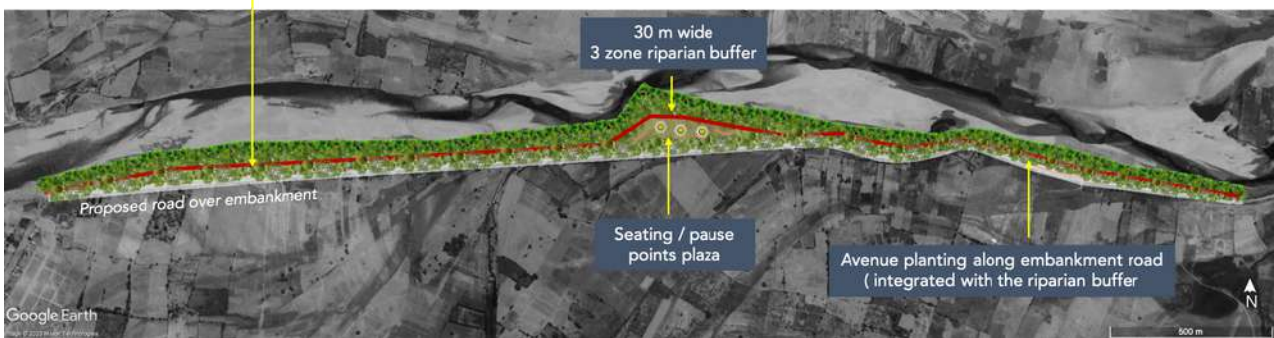 30 m wide
3 zone riparian buffer
Proposed road over embankment
Seating / pause
points plaza
Avenue planting along embankment road
( integrated with the riparian buffer
Google Earth
N
500 m